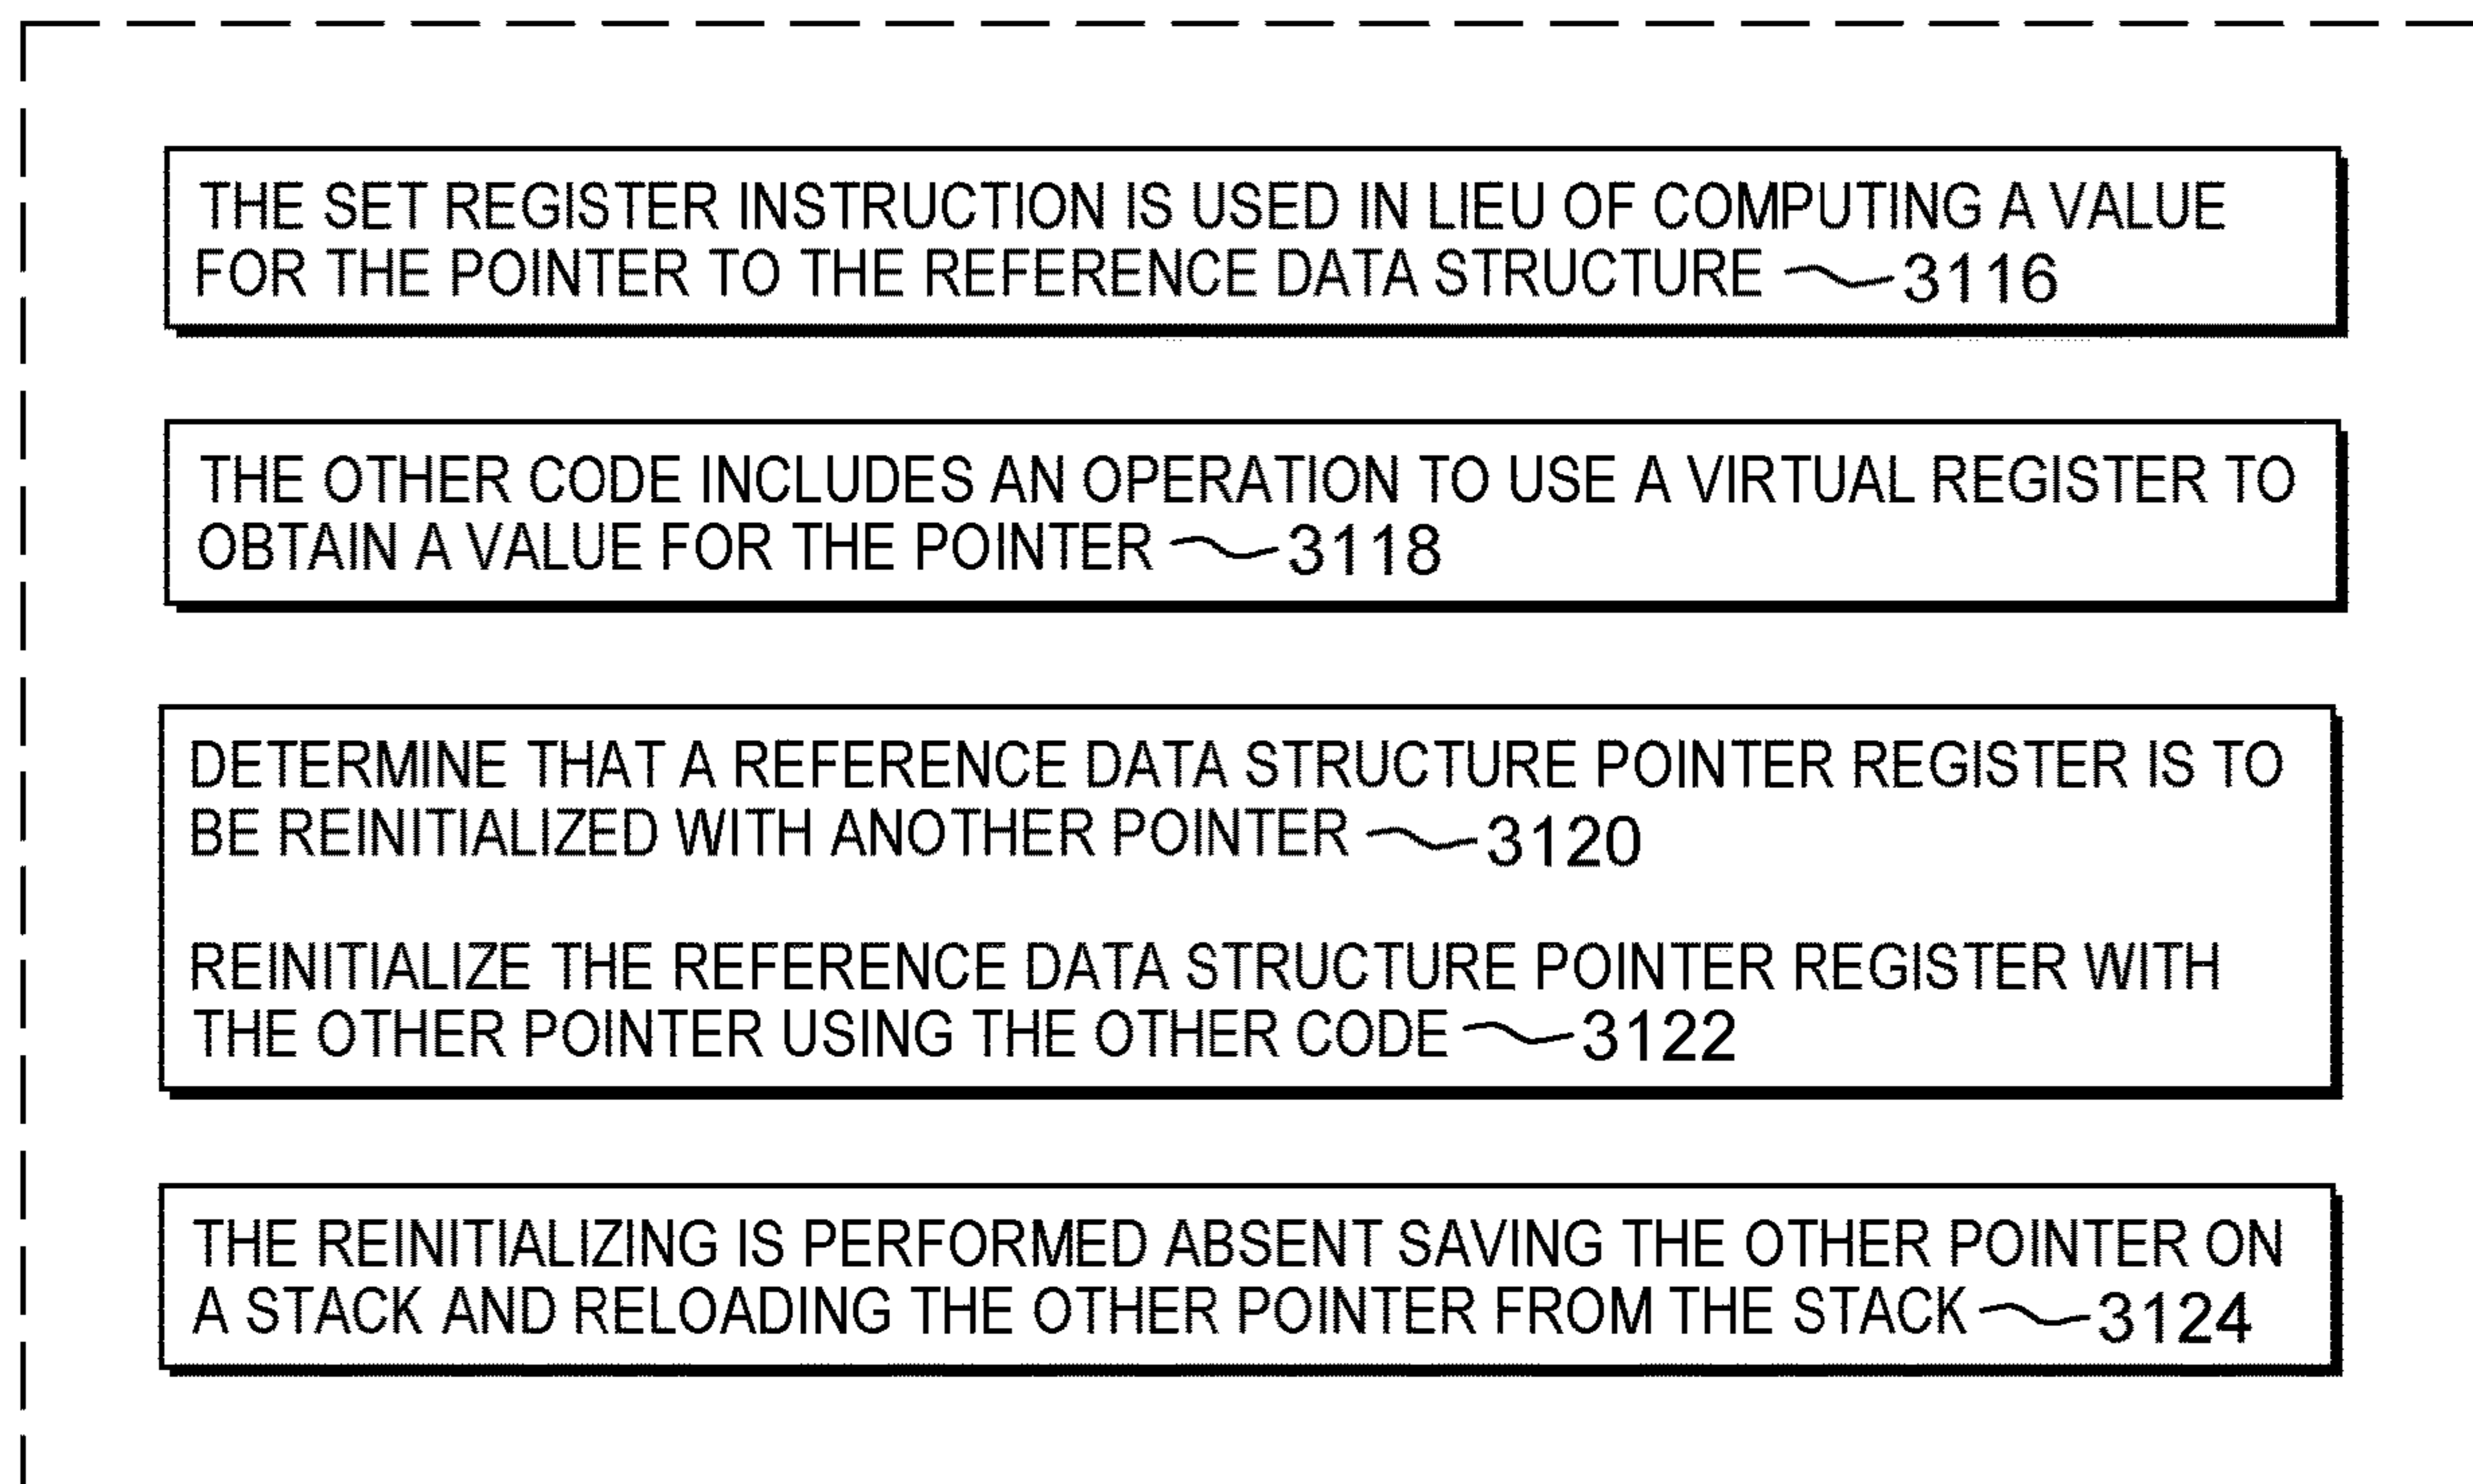 THE SET REGISTER INSTRUCTION IS USED IN LIEU OF COMPUTING A VALUE
FOR THE POINTER TO THE REFERENCE DATA STRUCTURE 3116
THE OTHER CODE INCLUDES AN OPERATION TO USE A VIRTUAL REGISTER TO
OBTAIN A VALUE FOR THE POINTER 3118
DETERMINE THAT A REFERENCE DATA STRUCTURE POINTER REGISTER IS TO
BE REINITIALIZED WITH ANOTHER POINTER 3120
REINITIALIZE THE REFERENCE DATA STRUCTURE POINTER REGISTER WITH
THE OTHER POINTER USING THE OTHER CODE 3122
THE REINITIALIZING IS PERFORMED ABSENT SAVING THE OTHER POINTER ON
A STACK AND RELOADING THE OTHER POINTER FROM THE STACK 3124